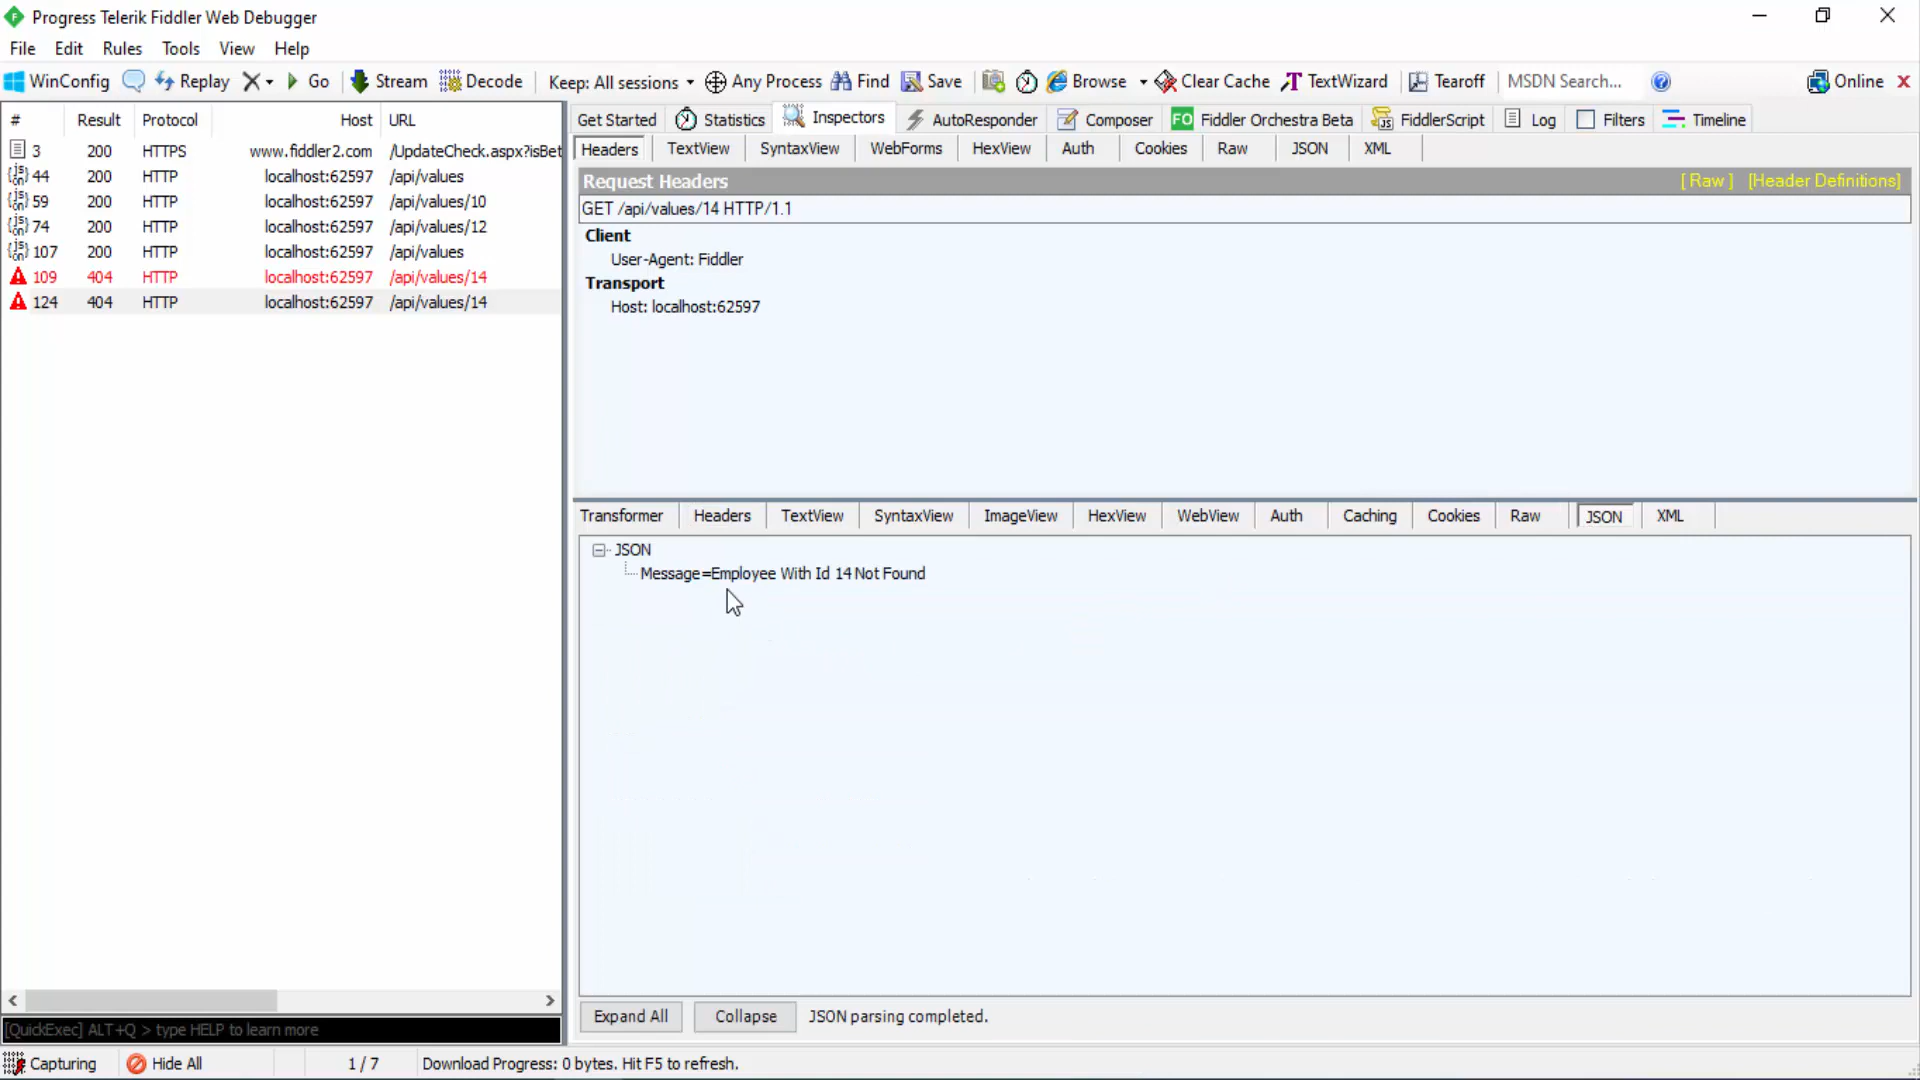 Progress Telerik Fiddler Web Debugger
File Edit Rules Tools View Help
WinConfig Replay Go Stream Decode Keep: All sessions Any Process Find Save Browse Clear Cache TextWizard Tearoff MSDN Search... Online
# Result Protocol Host URL
3 200 HTTPS www.fiddler2.com /UpdateCheck.aspx?isBet
44 200 HTTP localhost:62597 /api/values
59 200 HTTP localhost:62597 /api/values/10
74 200 HTTP localhost:62597 /api/values/12
107 200 HTTP localhost:62597 /api/values
109 404 HTTP localhost:62597 /api/values/14
124 404 HTTP localhost:62597 /api/values/14
Get Started Statistics Inspectors AutoResponder Composer FO Fiddler Orchestra Beta FiddlerScript Log Filters Timeline
Headers TextView SyntaxView WebForms HexView Auth Cookies Raw JSON XML
Request Headers [ Raw ] [Header Definitions]
GET /api/values/14 HTTP/1.1
Client
User-Agent: Fiddler
Transport
Host: localhost:62597
Transformer Headers TextView SyntaxView ImageView HexView WebView Auth Caching Cookies Raw JSON XML
JSON
Message=Employee With Id 14 Not Found
Expand All Collapse JSON parsing completed.
[QuickExec] ALT+Q > type HELP to learn more
Capturing Hide All 1 / 7 Download Progress: 0 bytes. Hit F5 to refresh.